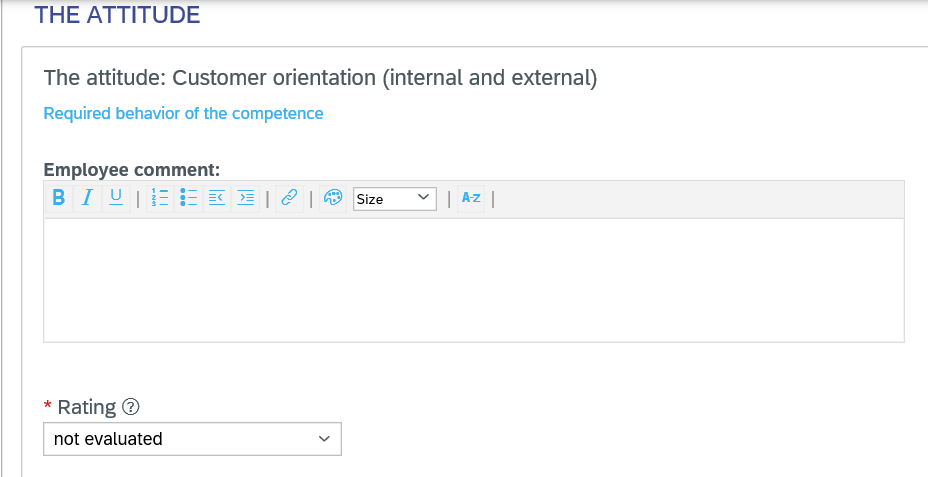 THE ATTITUDE
The attitude: Customer orientation (internal and external)
Required behavior of the competence
Employee comment:
B I U | | | Size | A-Z |
* Rating ?
not evaluated